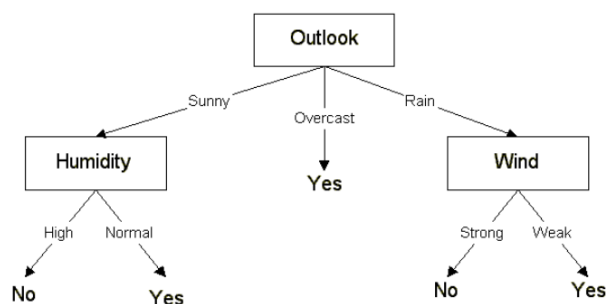 Outlook
Sunny
Overcast
Rain
Humidity
Yes
Wind
High
Normal
Strong
Weak
No
Yes
No
Yes